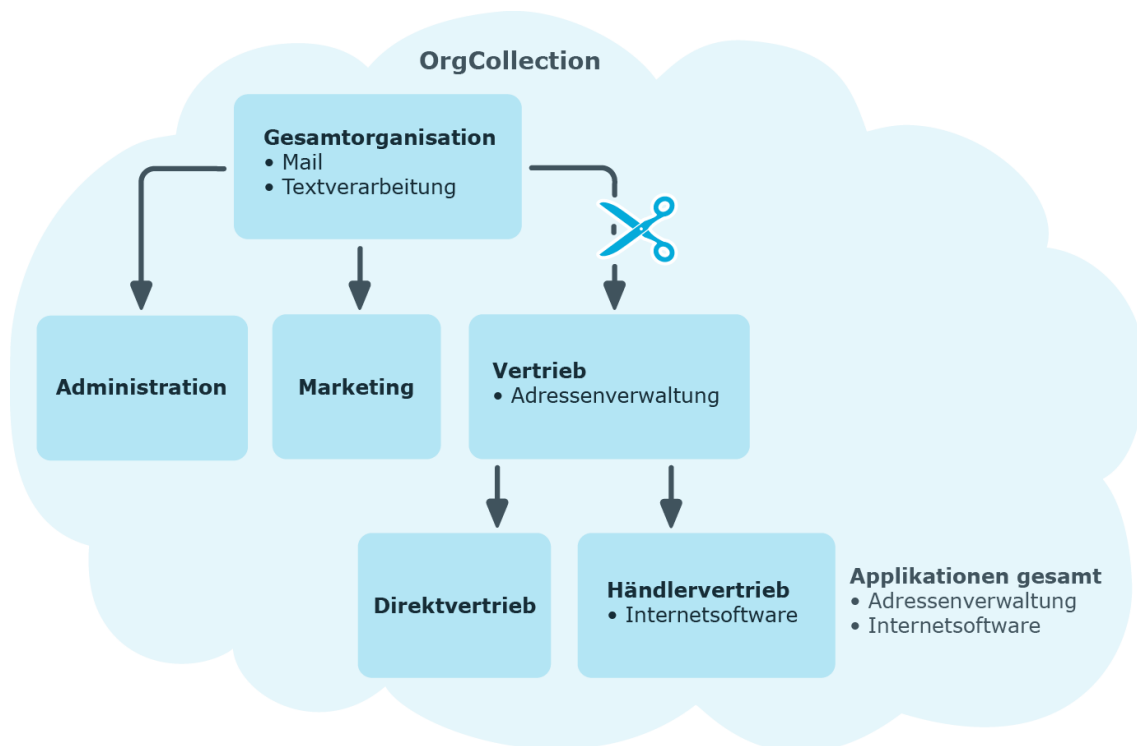 OrgCollection
Gesamtorganisation
• Mail
• Textverarbeitung
Administration
Marketing
Vertrieb
• Adressenverwaltung
Direktvertrieb
Händlervertrieb
• Internetsoftware
Applikationen gesamt
• Adressenverwaltung
• Internetsoftware